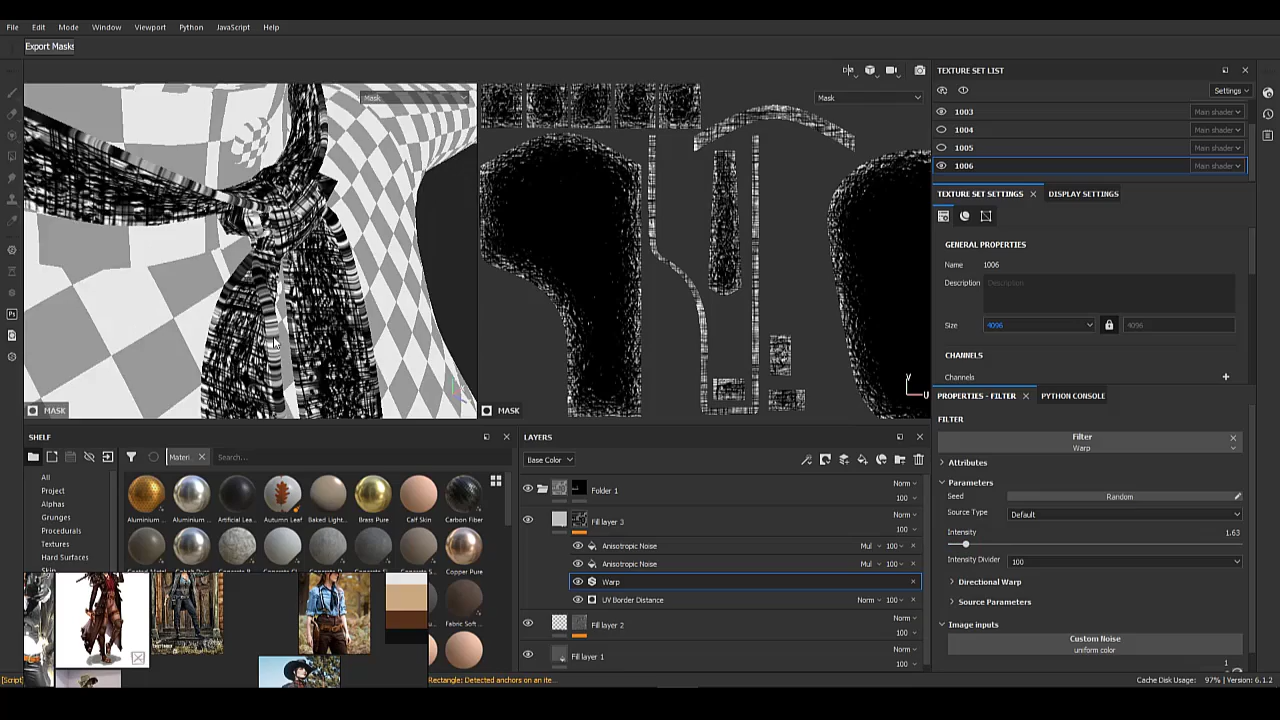 File Edit Mode Window Viewport Python JavaScript Help
Export Masks
Mask
Mask
MASK
MASK
y
U
TEXTURE SET LIST
Settings
1003 Main shader
1004 Main shader
1005 Main shader
1006 Main shader
TEXTURE SET SETTINGS DISPLAY SETTINGS
GENERAL PROPERTIES
Name 1006
Description Description
Size 4096 4096
CHANNELS
Channels
PROPERTIES - FILTER PYTHON CONSOLE
FILTER
Filter
Warp
Attributes
Parameters
Seed Random
Source Type Default
Intensity 1.63
Intensity Divider 100
Directional Warp
Source Parameters
Image inputs
Custom Noise
uniform color
1
SHELF
Materi Search...
All
Project
Alphas
Grunges
Procedurals
Textures
Hard Surfaces
Skin
Aluminium ... Aluminium ... Artificial Lea... Autumn Leaf Baked Light... Brass Pure Calf Skin Carbon Fiber
Copper Pure
Fabric Soft ...
LAYERS
Base Color
Folder 1 Norm 100
Fill layer 3 Norm 100
Anisotropic Noise Mul 100
Anisotropic Noise Mul 100
Warp
UV Border Distance Norm 100
Fill layer 2 Norm 100
Fill layer 1 Norm 100
[Script] Rectangle: Detected anchors on an ite...
Cache Disk Usage: 97% | Version: 6.1.2